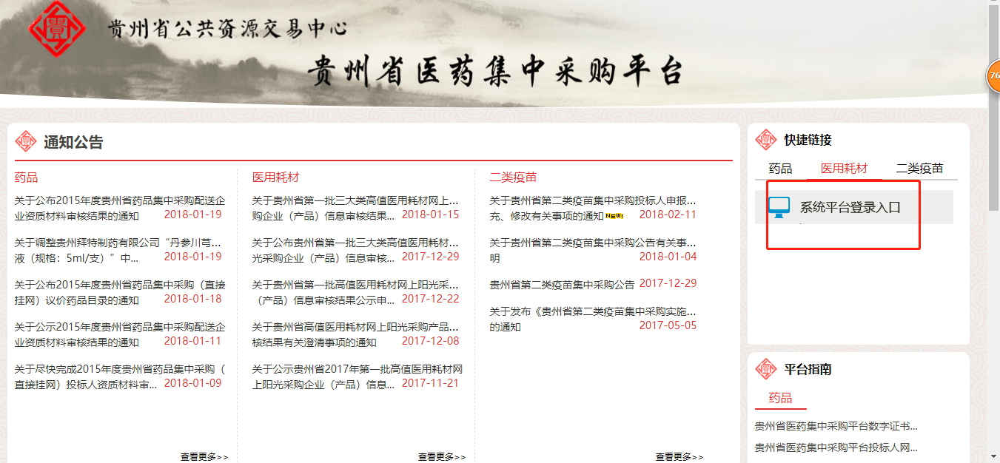 贵州省公共资源交易中心
贵州省医药集中采购平台
76
通知公告
药品
关于公布2015年度贵州省药品集中采购配送企
业资质材料审核结果的通知 2018-01-19
关于调整贵州拜特制药有限公司“丹参川芎...
液（规格：5ml/支）”中... 2018-01-19
关于公布2015年度贵州省药品集中采购（直接
挂网）议价药品目录的通知 2018-01-18
关于公示2015年度贵州省药品集中采购配送企
业资质材料审核结果的通知 2018-01-11
关于尽快完成2015年度贵州省药品集中采购（
直接挂网）投标人资质材料审... 2018-01-09
查看更多>>
医用耗材
关于贵州省第一批三大类高值医用耗材网上...
购企业（产品）信息审核结果... 2018-01-15
关于公布贵州省第一批三大类高值医用耗材...
光采购企业（产品）信息审核... 2017-12-29
关于贵州省第一批高值医用耗材网上阳光采...
（产品）信息审核结果公示申... 2017-12-22
关于贵州省高值医用耗材网上阳光采购产品...
核结果有关澄清事项的通知 2017-12-08
关于公示贵州省2017年第一批高值医用耗材网
上阳光采购企业（产品）信息... 2017-11-21
查看更多>>
二类疫苗
关于贵州省第二类疫苗集中采购投标人申报...
充、修改有关事项的通知 NEW! 2018-02-11
关于贵州省第二类疫苗集中采购公告有关事...
明 2018-01-04
贵州省第二类疫苗集中采购公告 2017-12-29
关于发布《贵州省第二类疫苗集中采购实施...
的通知 2017-05-05
查看更多>>
快捷链接
药品 医用耗材 二类疫苗
系统平台登录入口
平台指南
药品
贵州省医药集中采购平台数字证书...
贵州省医药集中采购平台投标人网...